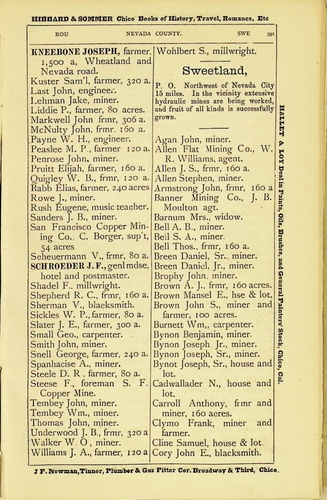 HIBBARD & SOMMER Chico Books of History, Travel, Romance, Etc
ROU NEVADA COUNTY. SWE 391
KNEEBONE JOSEPH, farmer,
1,500 a, Wheatland and
Nevada road.
Kuster Sam'l, farmer, 320 a.
Last John, engineer.
Lehman Jake, miner.
Liddie P., farmer, 80 acres.
Markwell John frmr, 306 a.
McNulty John, frmr. 160 a.
Payne W. H., engineer.
Peaslee M. P., farmer 120 a.
Penrose John, miner.
Pruitt Elijah, farmer, 160 a.
Quigley W. B., frmr, 120 a.
Rabb Elias, farmer, 240 acres
Rowe J., miner.
Rush Eugene, music teacher.
Sanders J. B., miner.
San Francisco Copper Min-
ing Co. C. Borger, sup't,
54 acres
Scheuermann V., frmr, 80 a.
SCHROEDER J. F., genl mdse,
hotel and postmaster.
Shadel F., millwright.
Shepherd R. C., frmr, 160 a.
Sherman V., blacksmith.
Sickles W. P., farmer, 80 a.
Slater J. E., farmer, 300 a.
Small Geo., carpenter.
Smith John, miner.
Snell George, farmer, 240 a.
Spanhacise A., miner.
Steele D. R., farmer, 80 a.
Steese F., foreman S. F.
Copper Mine.
Tembey John, miner.
Tembey Wm., miner.
Thomas John, miner.
Underwood J. B., frmr, 320 a
Walker W. O, miner.
Williams J. A., farmer, 120 a
Wohlbert S., millwright.
Sweetland,
P. O. Northwest of Nevada City
15 miles. In the vicinity extensive
hydraulic mines are being worked,
and fruit of all kinds is successfully
grown.
Agan John, miner.
Allen Flat Mining Co., W.
R. Williams, agent.
Allen J. S., frmr, 160 a.
Allen Stephen, miner.
Armstrong John, frmr, 160 a
Banner Mining Co., J. B.
Moulton agt.
Barnum Mrs., widow.
Bell A. B., miner.
Beil S. A., miner.
Bell Thos., frmr, 160 a.
Breen Daniel, Sr., miner.
Breen Daniel, Jr., miner.
Brophy John. miner.
Brown A. J., frmr, 160 acres.
Brown Mansel E., hse & lot,
Brown John S., miner and
farmer, 100 acres.
Burnett Wm., carpenter.
Bynon Benjamin, miner.
Bynon Joseph Jr., miner.
Bynon Joseph, Sr., miner.
Bynot Joseph, Sr., house and
lot.
Cadwallader N., house and
lot.
Carroll Anthony, frmr and
miner, 160 acres.
Clymo Frank, miner and
farmer.
Cline Samuel, house & lot.
Cory John E., blacksmith.
HALLET & LOY Deal in Paints, Oils, Brushes, and General Painters' Stock, Chico, Cal.
J F. Newman, Tinner, Plumber & Gas Fitter Cor. Broadway & Third, Chico.